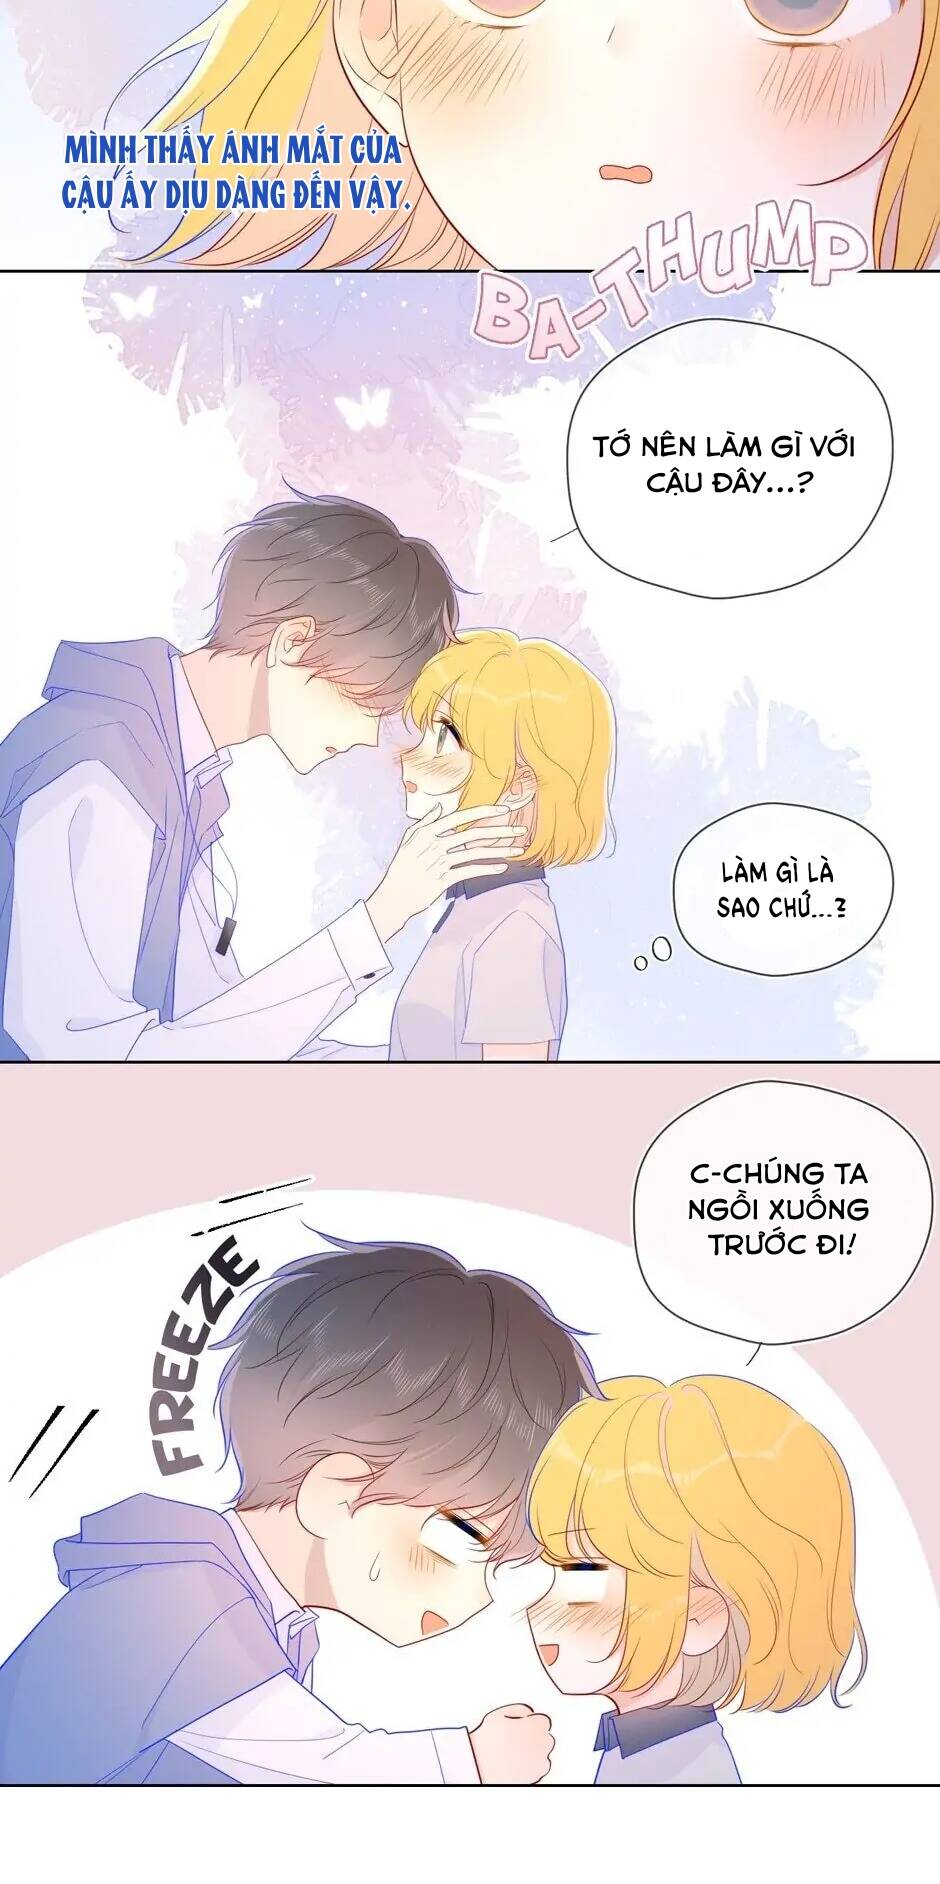 MÌNH THẤY ÁNH MẮT CỦA
CẬU ẤY DỊU DÀNG ĐẾN VẬY.
BA-THUMP
TỚ NÊN LÀM GÌ VỚI
CẬU ĐÂY...?
LÀM GÌ LÀ
SAO CHỨ...?
C-CHÚNG TA
NGỒI XUỐNG
TRƯỚC ĐI!
FREEZE